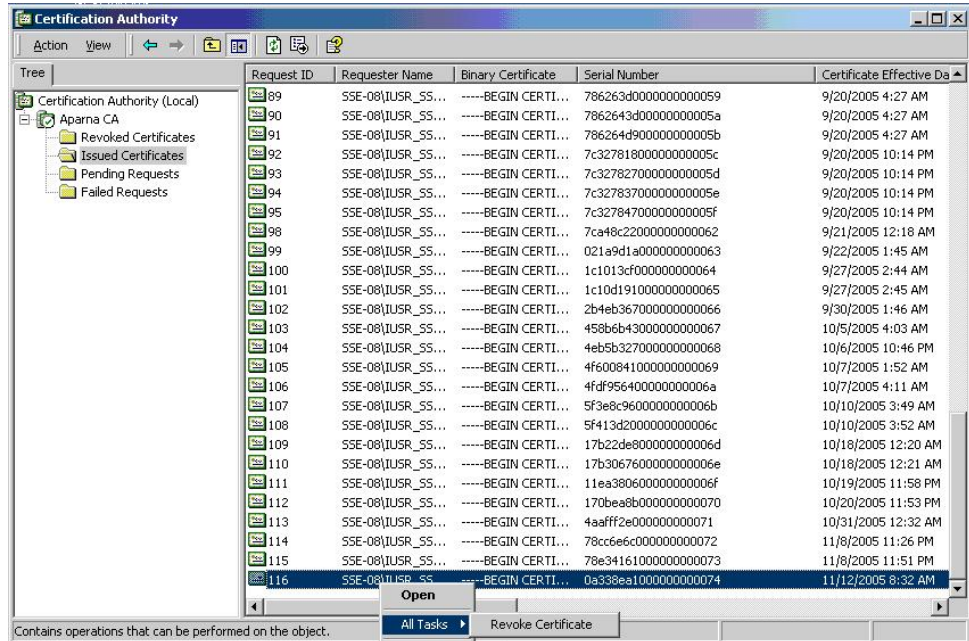 Certification Authority
Action View
Tree
Request ID Requester Name Binary Certificate Serial Number Certificate Effective Da
Certification Authority (Local)
Aparna CA
Revoked Certificates
Issued Certificates
Pending Requests
Failed Requests
89 SSE-08\IUSR_SS... -----BEGIN CERTI... 786263d0000000000059 9/20/2005 4:27 AM
90 SSE-08\IUSR_SS... -----BEGIN CERTI... 7862643d00000000005a 9/20/2005 4:27 AM
91 SSE-08\IUSR_SS... -----BEGIN CERTI... 786264d900000000005b 9/20/2005 4:27 AM
92 SSE-08\IUSR_SS... -----BEGIN CERTI... 7c32781800000000005c 9/20/2005 10:14 PM
93 SSE-08\IUSR_SS... -----BEGIN CERTI... 7c32782700000000005d 9/20/2005 10:14 PM
94 SSE-08\IUSR_SS... -----BEGIN CERTI... 7c32783700000000005e 9/20/2005 10:14 PM
95 SSE-08\IUSR_SS... -----BEGIN CERTI... 7c32784700000000005f 9/20/2005 10:14 PM
98 SSE-08\IUSR_SS... -----BEGIN CERTI... 7ca48c22000000000062 9/21/2005 12:18 AM
99 SSE-08\IUSR_SS... -----BEGIN CERTI... 021a9d1a000000000063 9/22/2005 1:45 AM
100 SSE-08\IUSR_SS... -----BEGIN CERTI... 1c1013cf000000000064 9/27/2005 2:44 AM
101 SSE-08\IUSR_SS... -----BEGIN CERTI... 1c10d191000000000065 9/27/2005 2:45 AM
102 SSE-08\IUSR_SS... -----BEGIN CERTI... 2b4eb367000000000066 9/30/2005 1:46 AM
103 SSE-08\IUSR_SS... -----BEGIN CERTI... 458b6b43000000000067 10/5/2005 4:03 AM
104 SSE-08\IUSR_SS... -----BEGIN CERTI... 4eb5b327000000000068 10/6/2005 10:46 PM
105 SSE-08\IUSR_SS... -----BEGIN CERTI... 4f600841000000000069 10/7/2005 1:52 AM
106 SSE-08\IUSR_SS... -----BEGIN CERTI... 4fdf956400000000006a 10/7/2005 4:11 AM
107 SSE-08\IUSR_SS... -----BEGIN CERTI... 5f3e8c9600000000006b 10/10/2005 3:49 AM
108 SSE-08\IUSR_SS... -----BEGIN CERTI... 5f413d2000000000006c 10/10/2005 3:52 AM
109 SSE-08\IUSR_SS... -----BEGIN CERTI... 17b22de800000000006d 10/18/2005 12:20 AM
110 SSE-08\IUSR_SS... -----BEGIN CERTI... 17b3067600000000006e 10/18/2005 12:21 AM
111 SSE-08\IUSR_SS... -----BEGIN CERTI... 11ea380600000000006f 10/19/2005 11:58 PM
112 SSE-08\IUSR_SS... -----BEGIN CERTI... 170bea8b000000000070 10/20/2005 11:53 PM
113 SSE-08\IUSR_SS... -----BEGIN CERTI... 4aafff2e000000000071 10/31/2005 12:32 AM
114 SSE-08\IUSR_SS... -----BEGIN CERTI... 78cc6e6c000000000072 11/8/2005 11:26 PM
115 SSE-08\IUSR_SS... -----BEGIN CERTI... 78e34161000000000073 11/8/2005 11:51 PM
116 SSE-08\IUSR_SS -----BEGIN CERTI... 0a338ea1000000000074 11/12/2005 8:32 AM
Open
All Tasks Revoke Certificate
Contains operations that can be performed on the object.